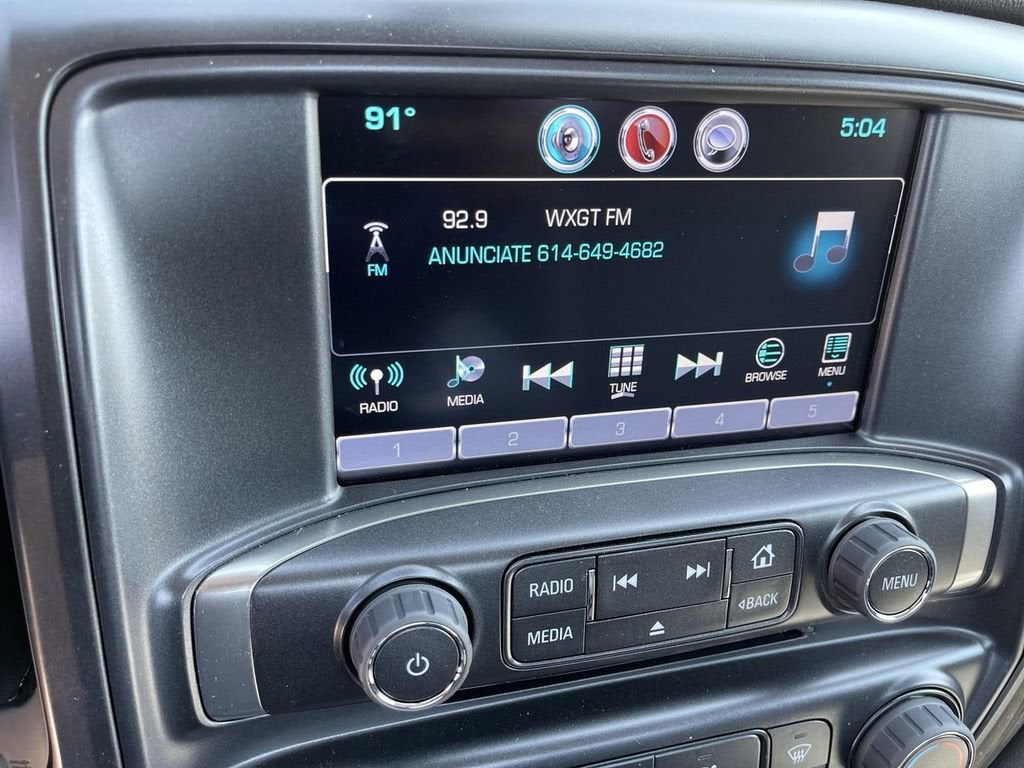 91° 5:04
92.9 WXGT FM
ANUNCIATE 614-649-4682
FM
RADIO MEDIA TUNE BROWSE MENU
1 2 3 4 5
RADIO
MEDIA
BACK
MENU